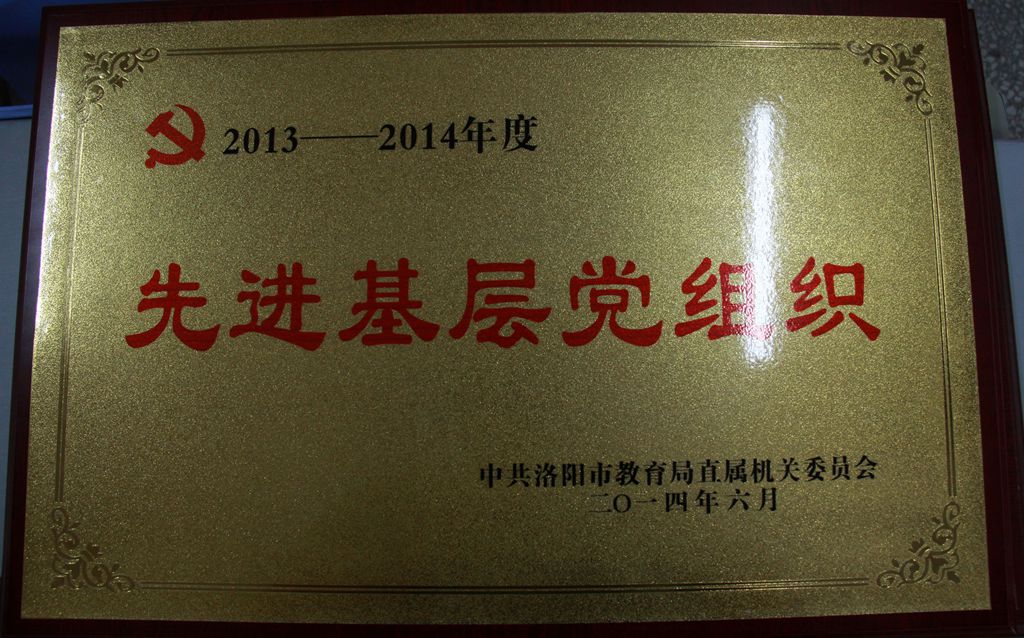 2013——2014年度
先进基层党组织
中共洛阳市教育局直属机关委员会
二〇一四年六月